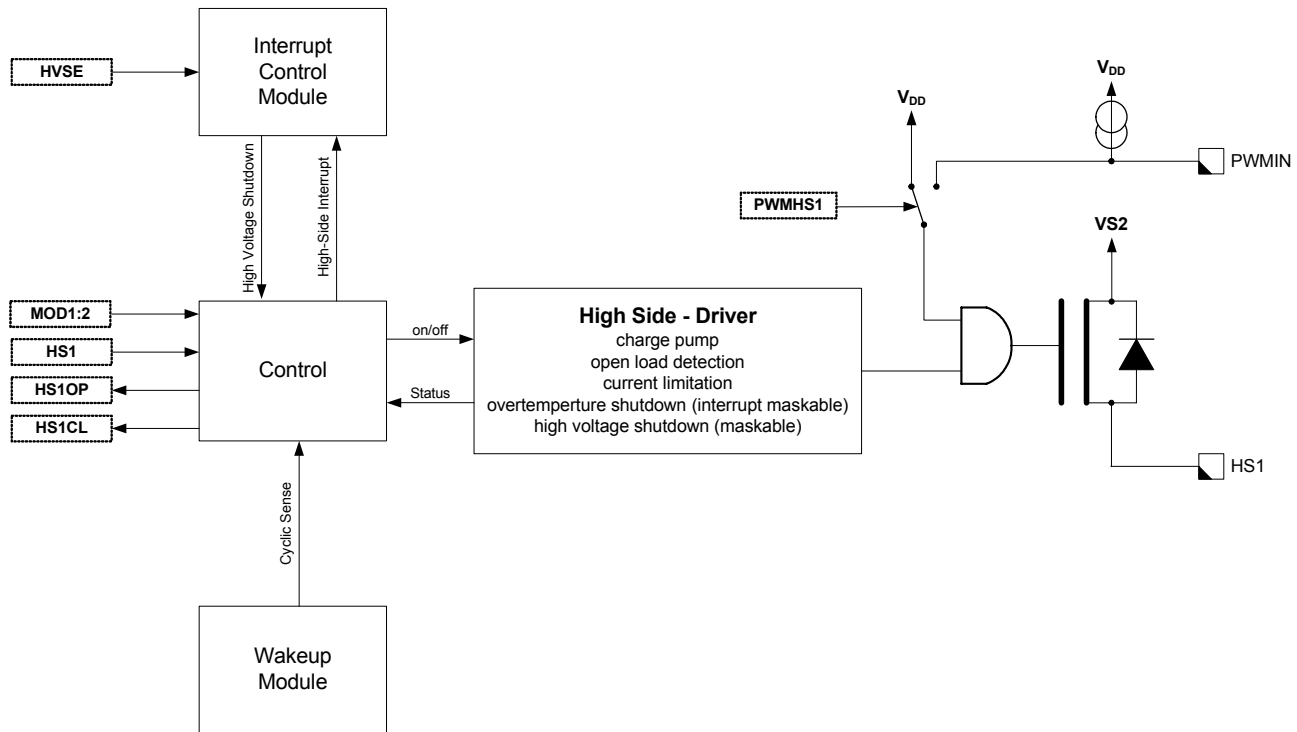 Interrupt
Control
Module
HVSE
High Voltage Shutdown
High-Side Interrupt
VDD
VDD
PWMIN
PWMHS1
VS2
MOD1:2
HS1
HS1OP
HS1CL
Control
on/off
Status
High Side - Driver
charge pump
open load detection
current limitation
overtemperture shutdown (interrupt maskable)
high voltage shutdown (maskable)
HS1
Cyclic Sense
Wakeup
Module